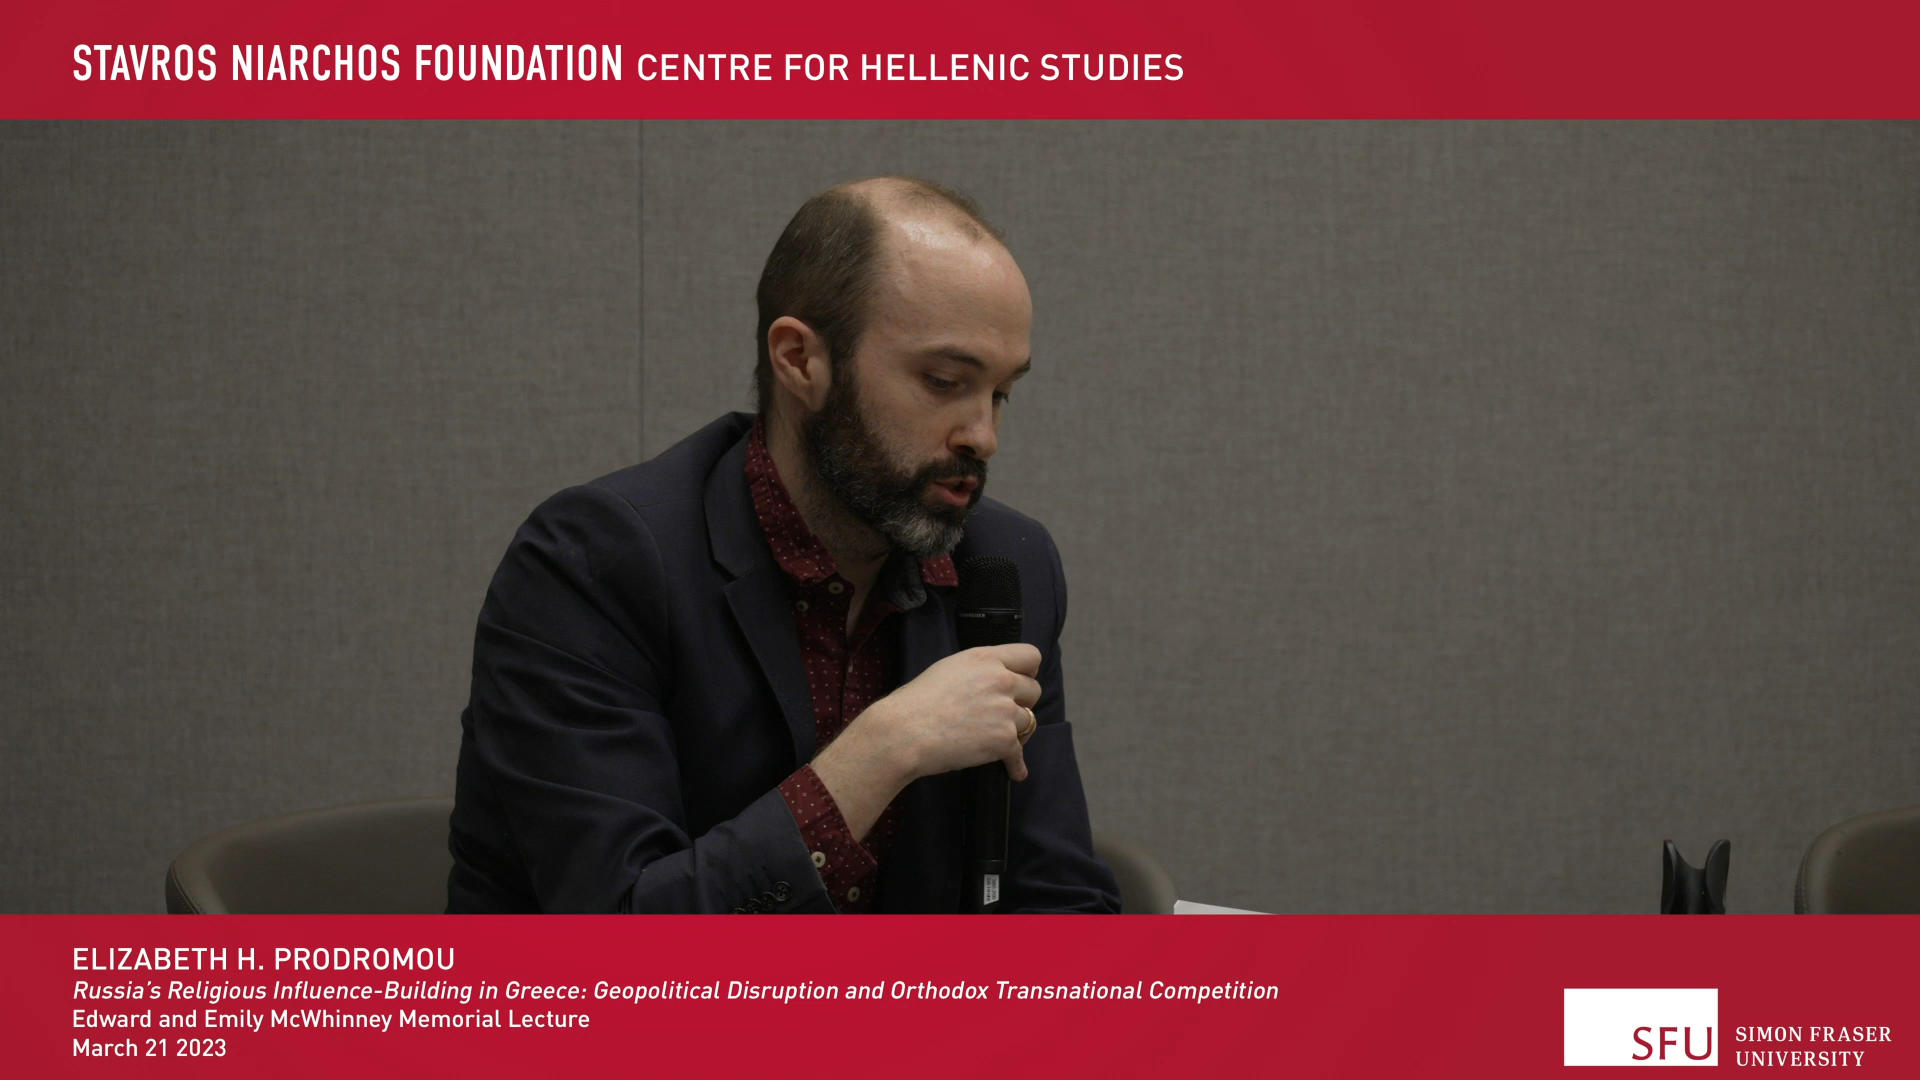 STAVROS NIARCHOS FOUNDATION CENTRE FOR HELLENIC STUDIES
ELIZABETH H. PRODROMOU
Russia's Religious Influence-Building in Greece: Geopolitical Disruption and Orthodox Transnational Competition
Edward and Emily McWhinney Memorial Lecture
March 21 2023
SFU
SIMON FRASER
UNIVERSITY